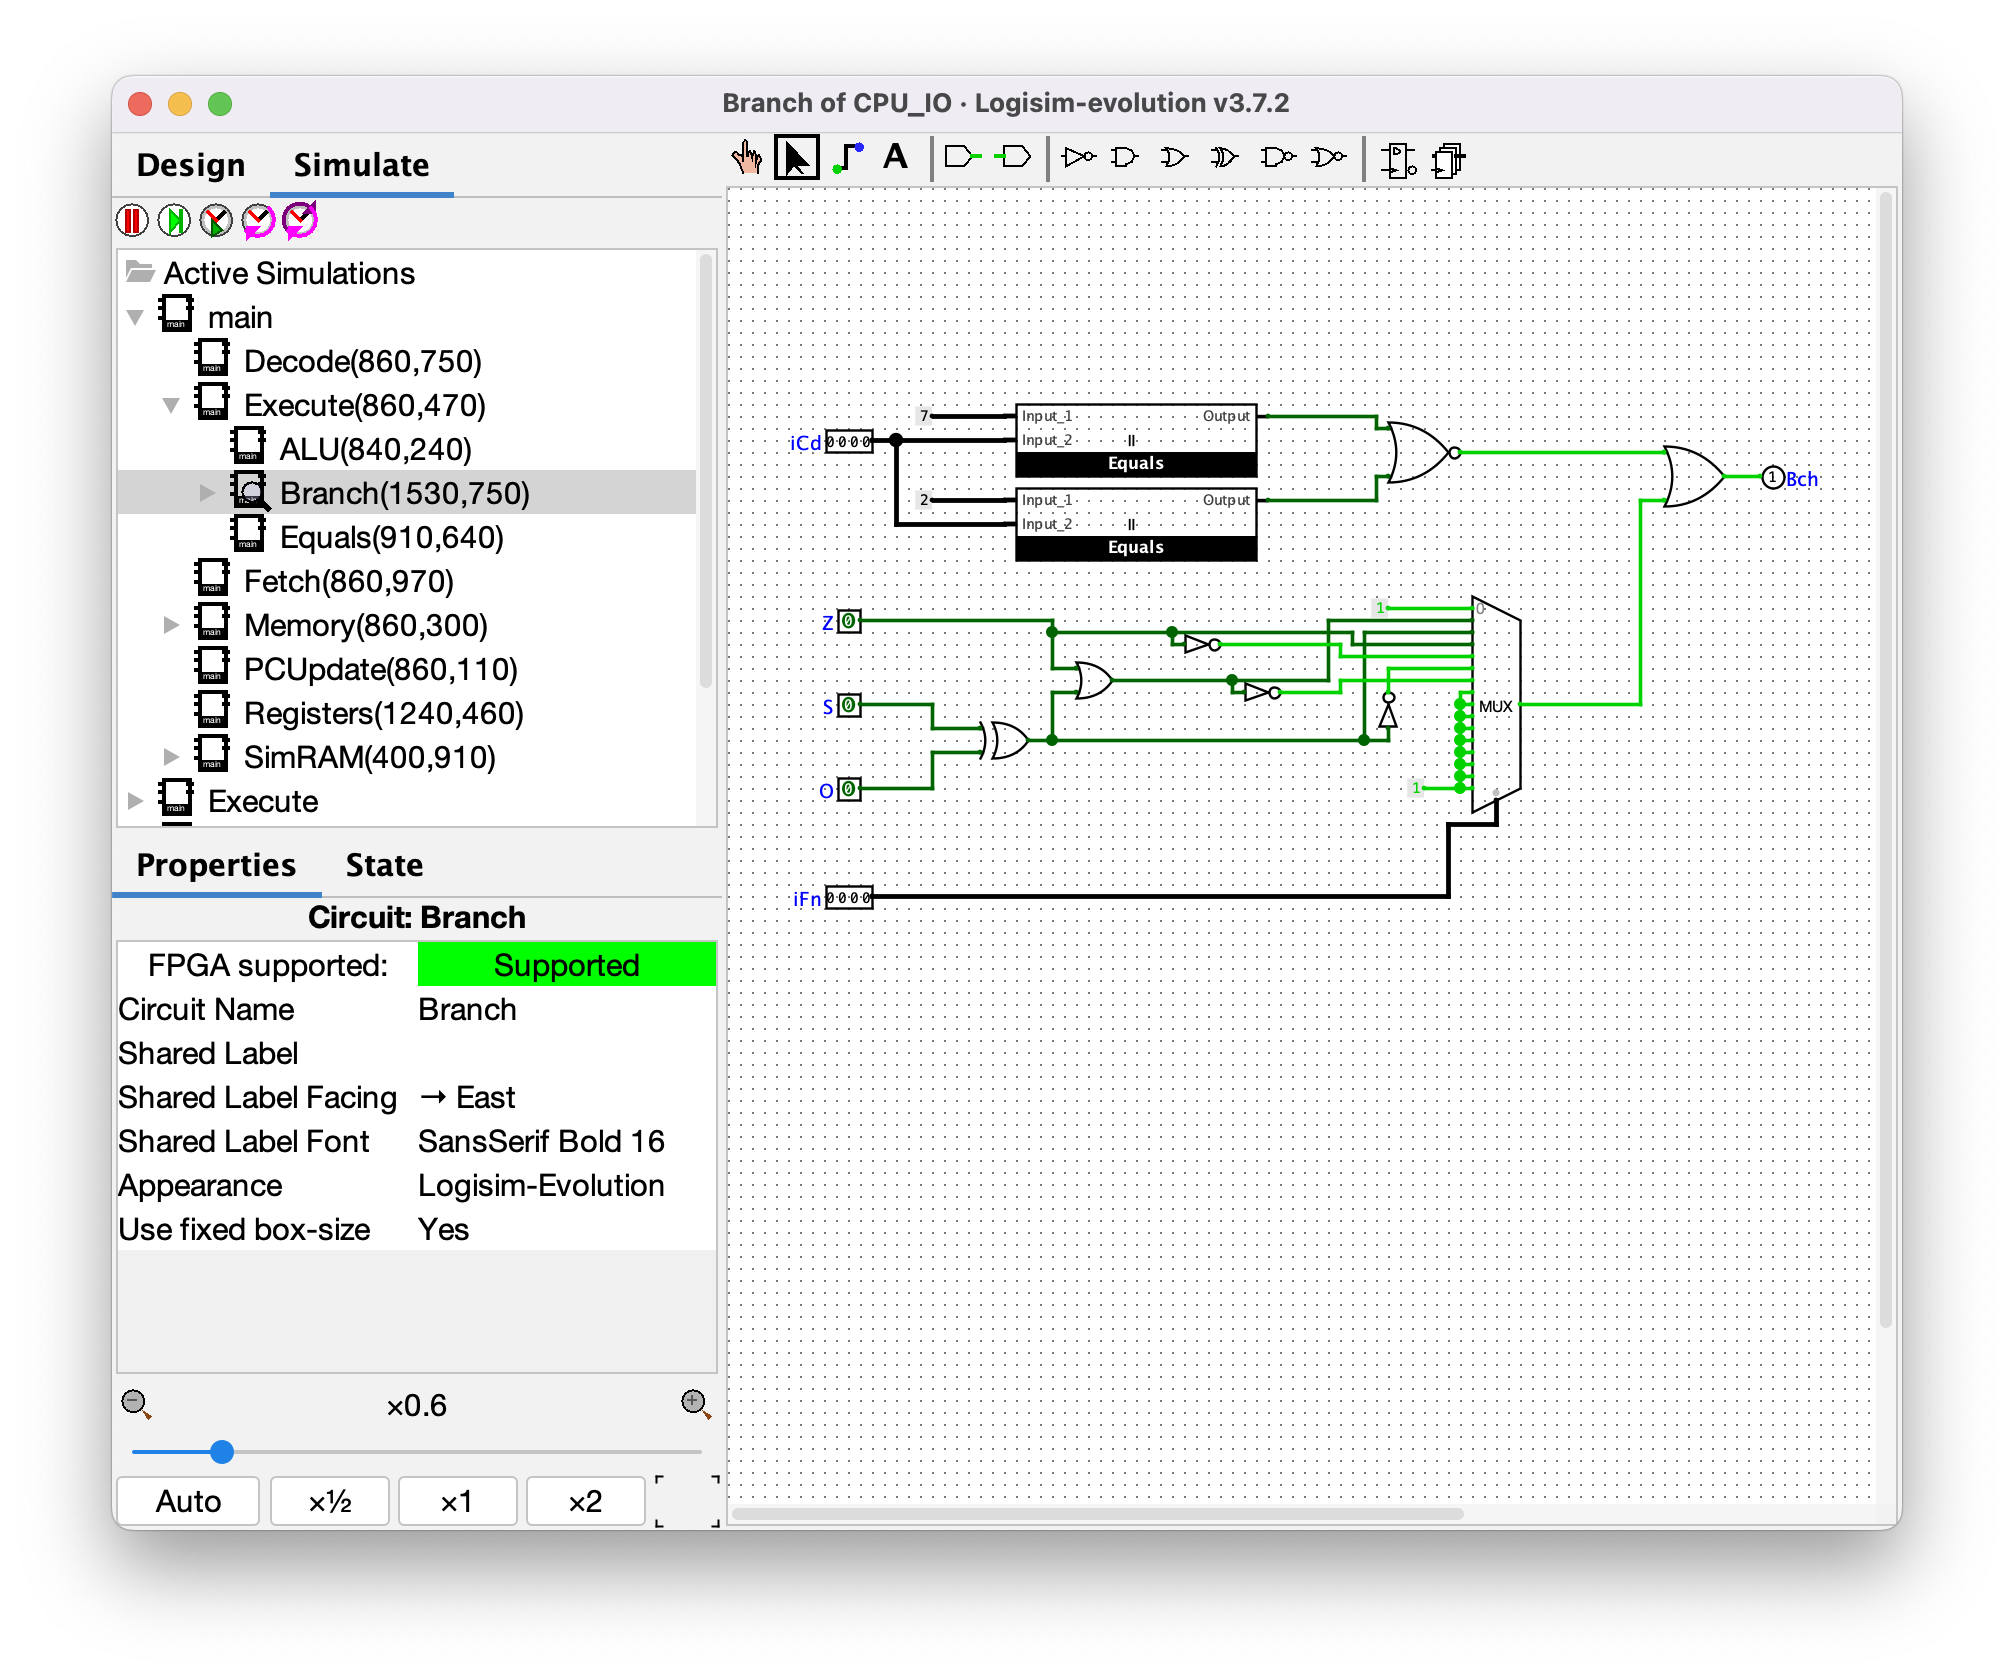 Branch of CPU_IO · Logisim-evolution v3.7.2
Design Simulate
A
Active Simulations
main
Decode(860,750)
Execute(860,470)
ALU(840,240)
Branch(1530,750)
Equals(910,640)
Fetch(860,970)
Memory(860,300)
PCUpdate(860,110)
Registers(1240,460)
SimRAM(400,910)
Execute
Properties State
Circuit: Branch
FPGA supported: Supported
Circuit Name Branch
Shared Label
Shared Label Facing → East
Shared Label Font SansSerif Bold 16
Appearance Logisim-Evolution
Use fixed box-size Yes
×0.6
Auto ×½ ×1 ×2
7 Input_1 Output
iCd 0000 Input_2 =
Equals
2 Input_1 Output
Input_2 =
Equals
1 Bch
Z 0
1 0
S 0
MUX
O 0
1
iFn 0000